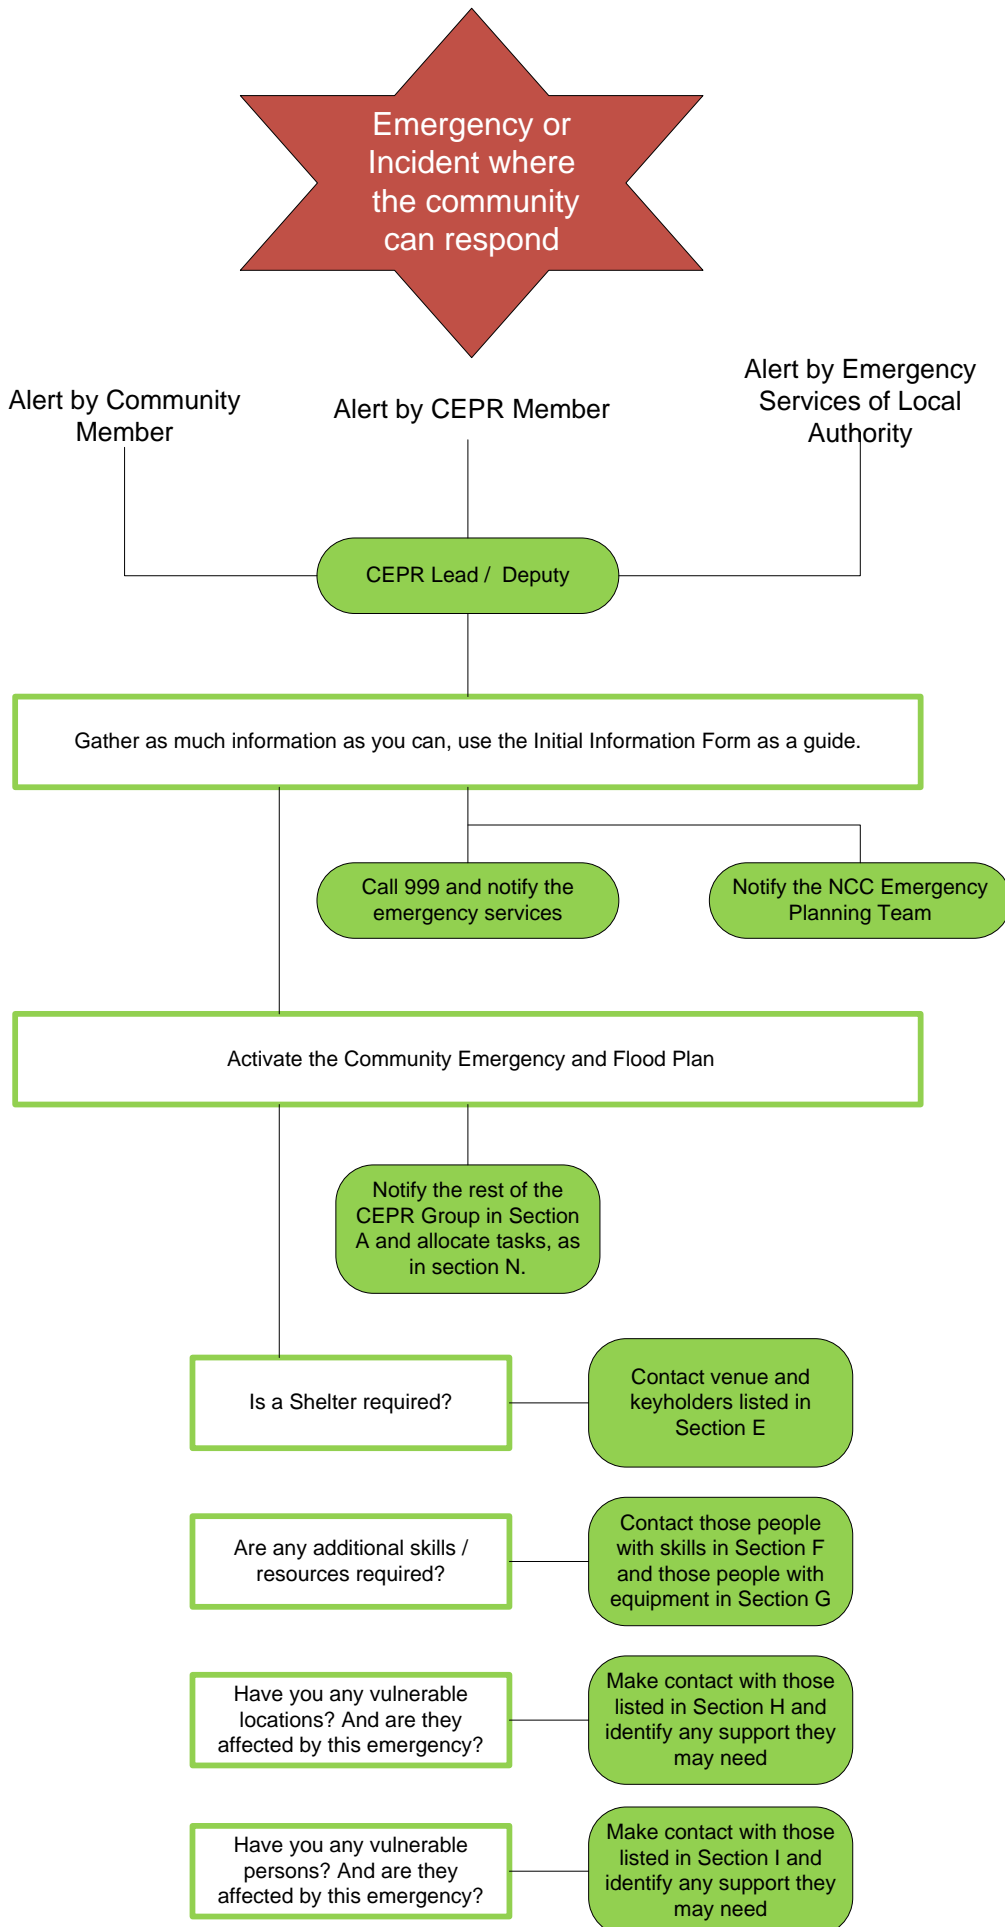 Emergency or
Incident where
the community
can respond
Alert by Community
Member
Alert by CEPR Member
Alert by Emergency
Services of Local
Authority
CEPR Lead / Deputy
Gather as much information as you can, use the Initial Information Form as a guide.
Call 999 and notify the
emergency services
Notify the NCC Emergency
Planning Team
Activate the Community Emergency and Flood Plan
Notify the rest of the
CEPR Group in Section
A and allocate tasks, as
in section N.
Is a Shelter required?
Contact venue and
keyholders listed in
Section E
Are any additional skills /
resources required?
Contact those people
with skills in Section F
and those people with
equipment in Section G
Have you any vulnerable
locations? And are they
affected by this emergency?
Make contact with those
listed in Section H and
identify any support they
may need
Have you any vulnerable
persons? And are they
affected by this emergency?
Make contact with those
listed in Section I and
identify any support they
may need